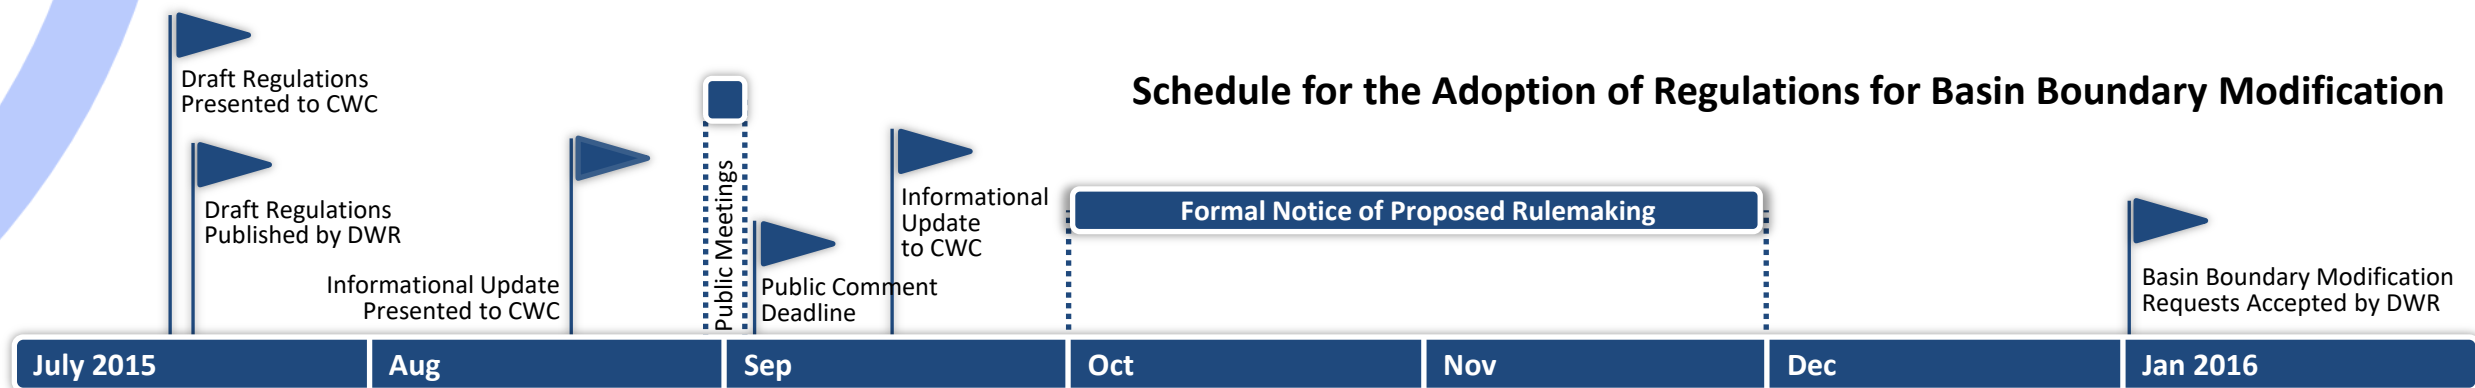 Schedule for the Adoption of Regulations for Basin Boundary Modification
Draft Regulations
Presented to CWC
Draft Regulations
Published by DWR
Informational Update
Presented to CWC
Public Meetings
Public Comment
Deadline
Informational
Update
to CWC
Formal Notice of Proposed Rulemaking
Basin Boundary Modification
Requests Accepted by DWR
July 2015
Aug
Sep
Oct
Nov
Dec
Jan 2016